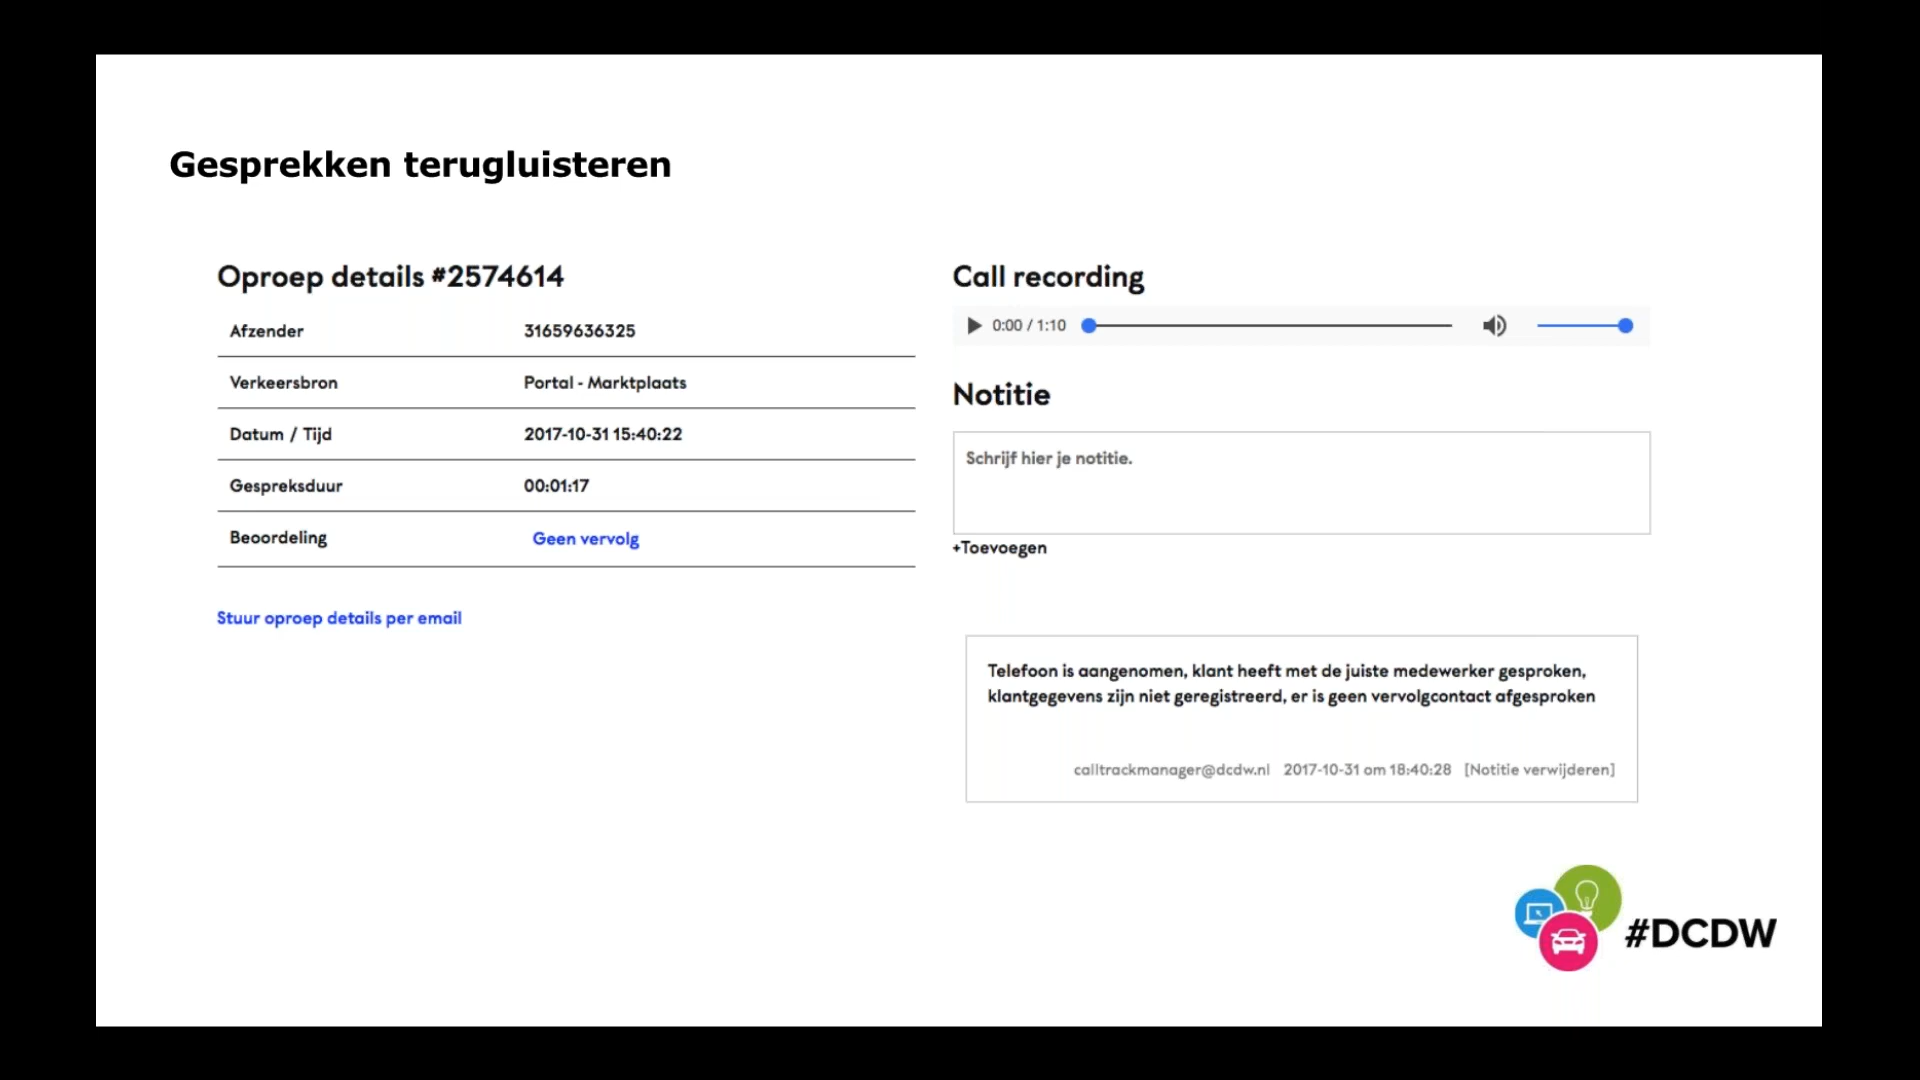 Gesprekken terugluisteren
Oproep details #2574614
Afzender 31659636325
Verkeersbron Portal - Marktplaats
Datum / Tijd 2017-10-31 15:40:22
Gespreksduur 00:01:17
Beoordeling Geen vervolg
Stuur oproep details per email
Call recording
0:00 / 1:10
Notitie
Schrijf hier je notitie.
+Toevoegen
Telefoon is aangenomen, klant heeft met de juiste medewerker gesproken,
klantgegevens zijn niet geregistreerd, er is geen vervolgcontact afgesproken
calltrackmanager@dcdw.nl 2017-10-31 om 18:40:28 [Notitie verwijderen]
#DCDW